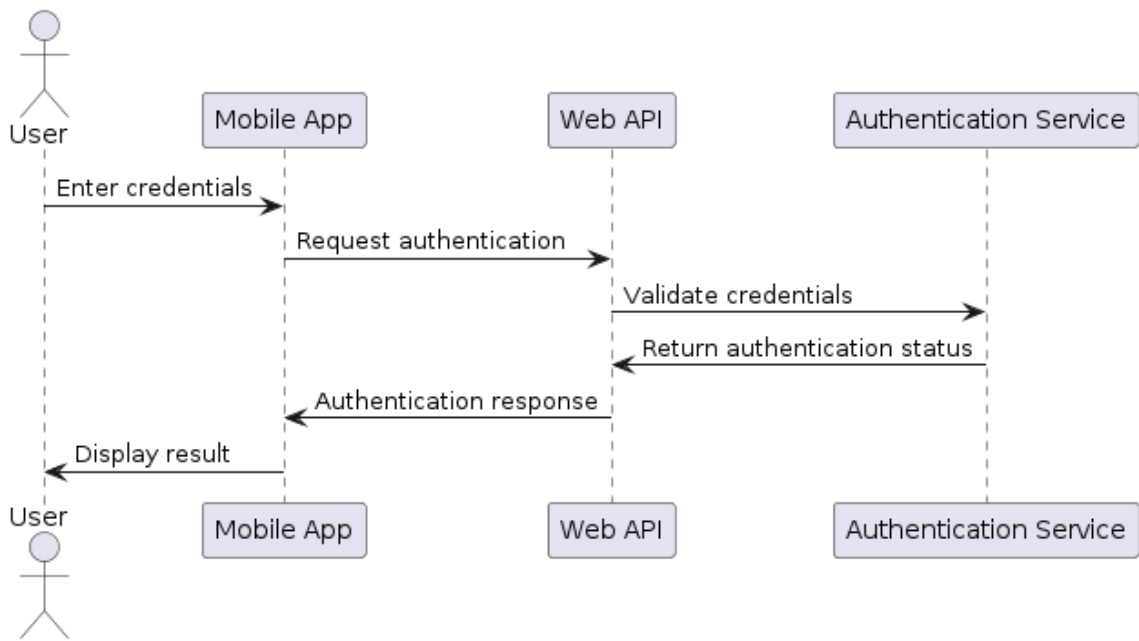 User
Mobile App
Web API
Authentication Service
Enter credentials
Request authentication
Validate credentials
Return authentication status
Authentication response
Display result
User
Mobile App
Web API
Authentication Service